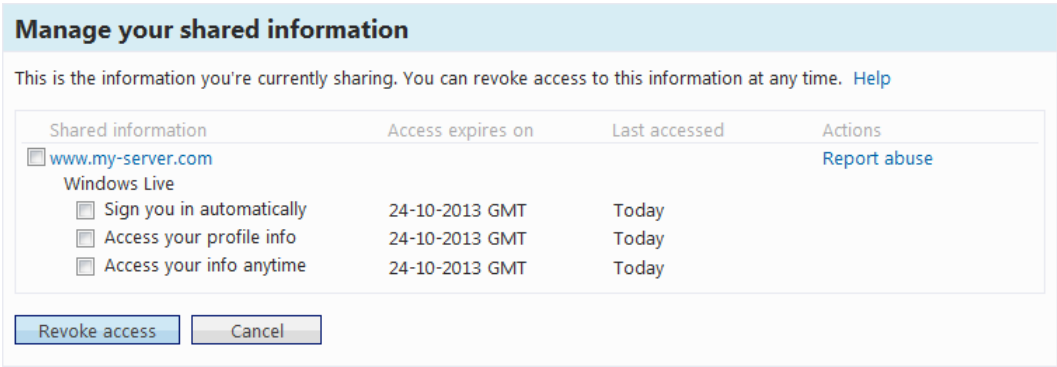 Manage your shared information
This is the information you're currently sharing. You can revoke access to this information at any time. Help
Shared information Access expires on Last accessed Actions
www.my-server.com Report abuse
Windows Live
Sign you in automatically 24-10-2013 GMT Today
Access your profile info 24-10-2013 GMT Today
Access your info anytime 24-10-2013 GMT Today
Revoke access Cancel